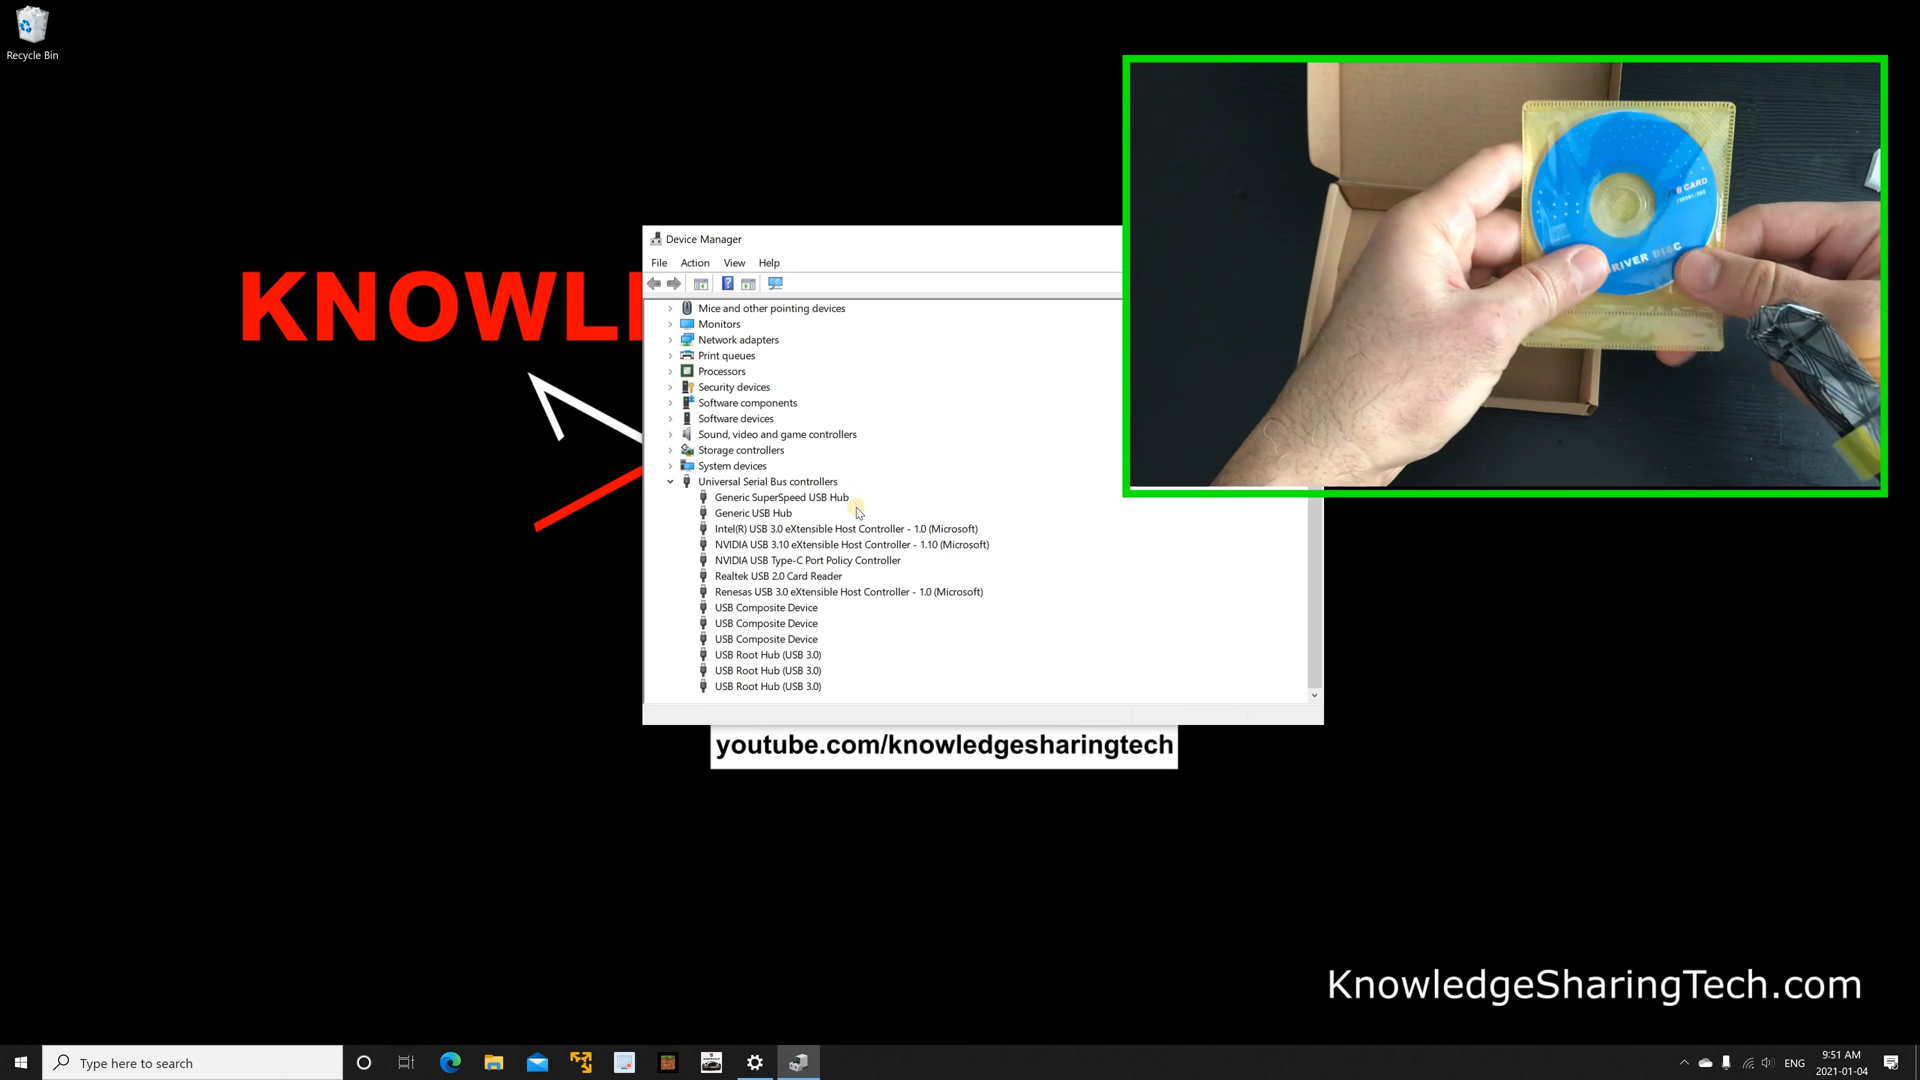 Recycle Bin
KNOWLE
Device Manager
File Action View Help
Mice and other pointing devices
Monitors
Network adapters
Print queues
Processors
Security devices
Software components
Software devices
Sound, video and game controllers
Storage controllers
System devices
Universal Serial Bus controllers
Generic SuperSpeed USB Hub
Generic USB Hub
Intel(R) USB 3.0 eXtensible Host Controller - 1.0 (Microsoft)
NVIDIA USB 3.10 eXtensible Host Controller - 1.10 (Microsoft)
NVIDIA USB Type-C Port Policy Controller
Realtek USB 2.0 Card Reader
Renesas USB 3.0 eXtensible Host Controller - 1.0 (Microsoft)
USB Composite Device
USB Composite Device
USB Composite Device
USB Root Hub (USB 3.0)
USB Root Hub (USB 3.0)
USB Root Hub (USB 3.0)
CARD
RIVER DISC
youtube.com/knowledgesharingtech
KnowledgeSharingTech.com
Type here to search
ENG
9:51 AM
2021-01-04